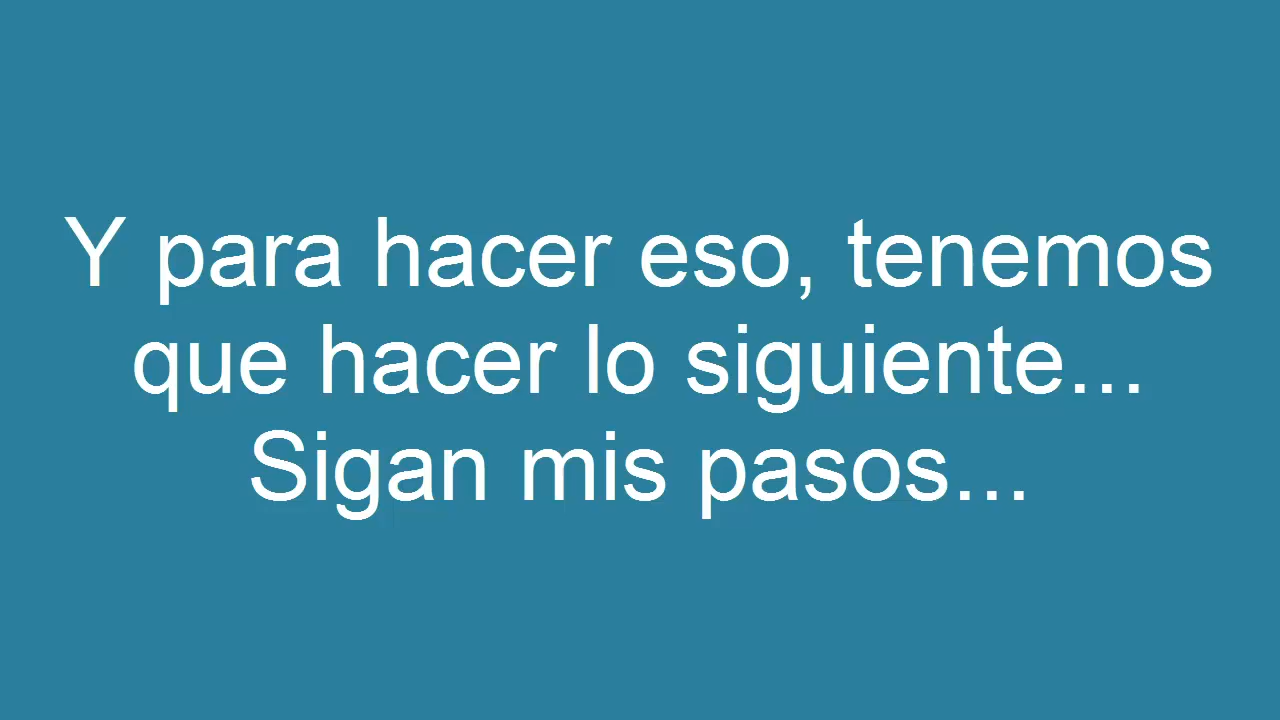 Y para hacer eso, tenemos
que hacer lo siguiente...
Sigan mis pasos...